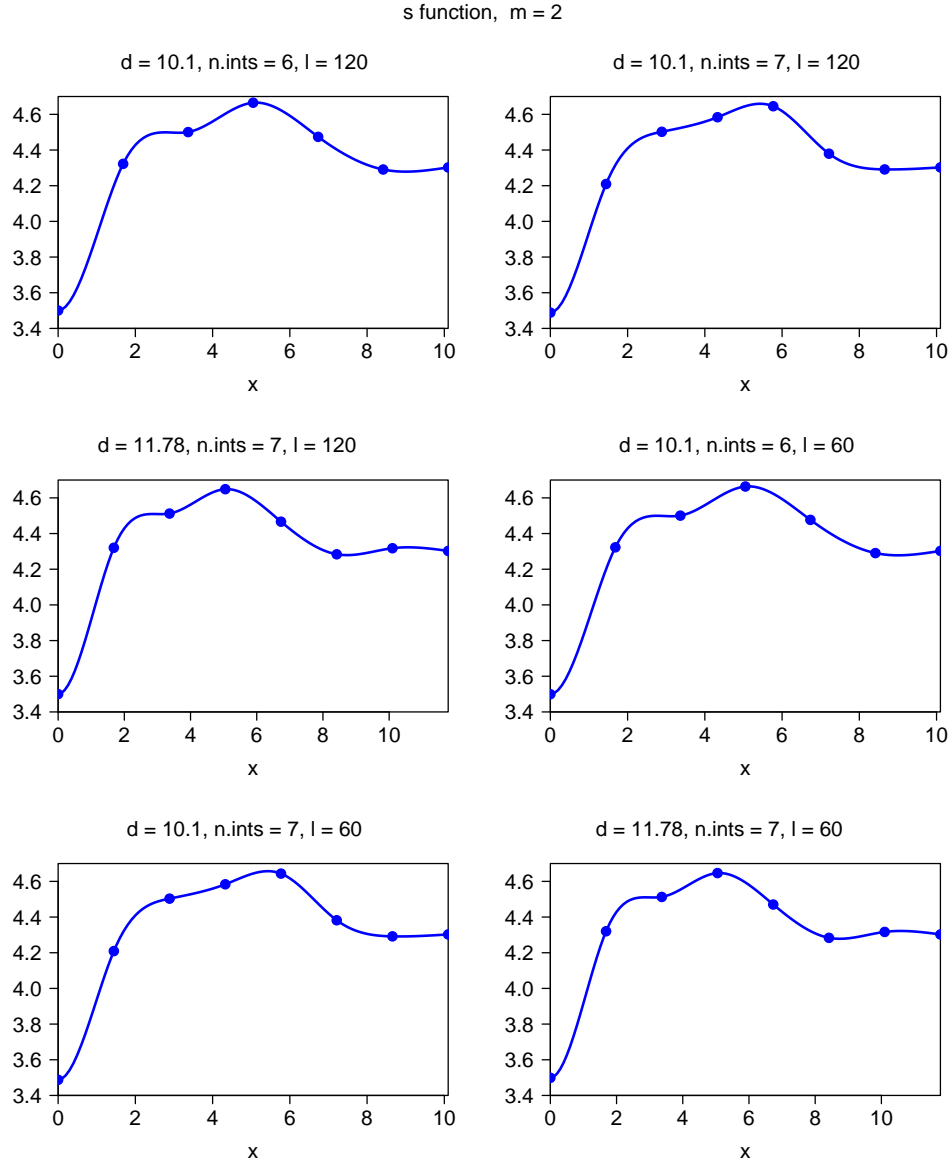 s function,  m = 2
d = 10.1, n.ints = 6, l = 120
4.6
4.4
4.2
4.0
3.8
3.6
3.4
0 2 4 6 8 10
x
d = 10.1, n.ints = 7, l = 120
4.6
4.4
4.2
4.0
3.8
3.6
3.4
0 2 4 6 8 10
x
d = 11.78, n.ints = 7, l = 120
4.6
4.4
4.2
4.0
3.8
3.6
3.4
0 2 4 6 8 10
x
d = 10.1, n.ints = 6, l = 60
4.6
4.4
4.2
4.0
3.8
3.6
3.4
0 2 4 6 8 10
x
d = 10.1, n.ints = 7, l = 60
4.6
4.4
4.2
4.0
3.8
3.6
3.4
0 2 4 6 8 10
x
d = 11.78, n.ints = 7, l = 60
4.6
4.4
4.2
4.0
3.8
3.6
3.4
0 2 4 6 8 10
x